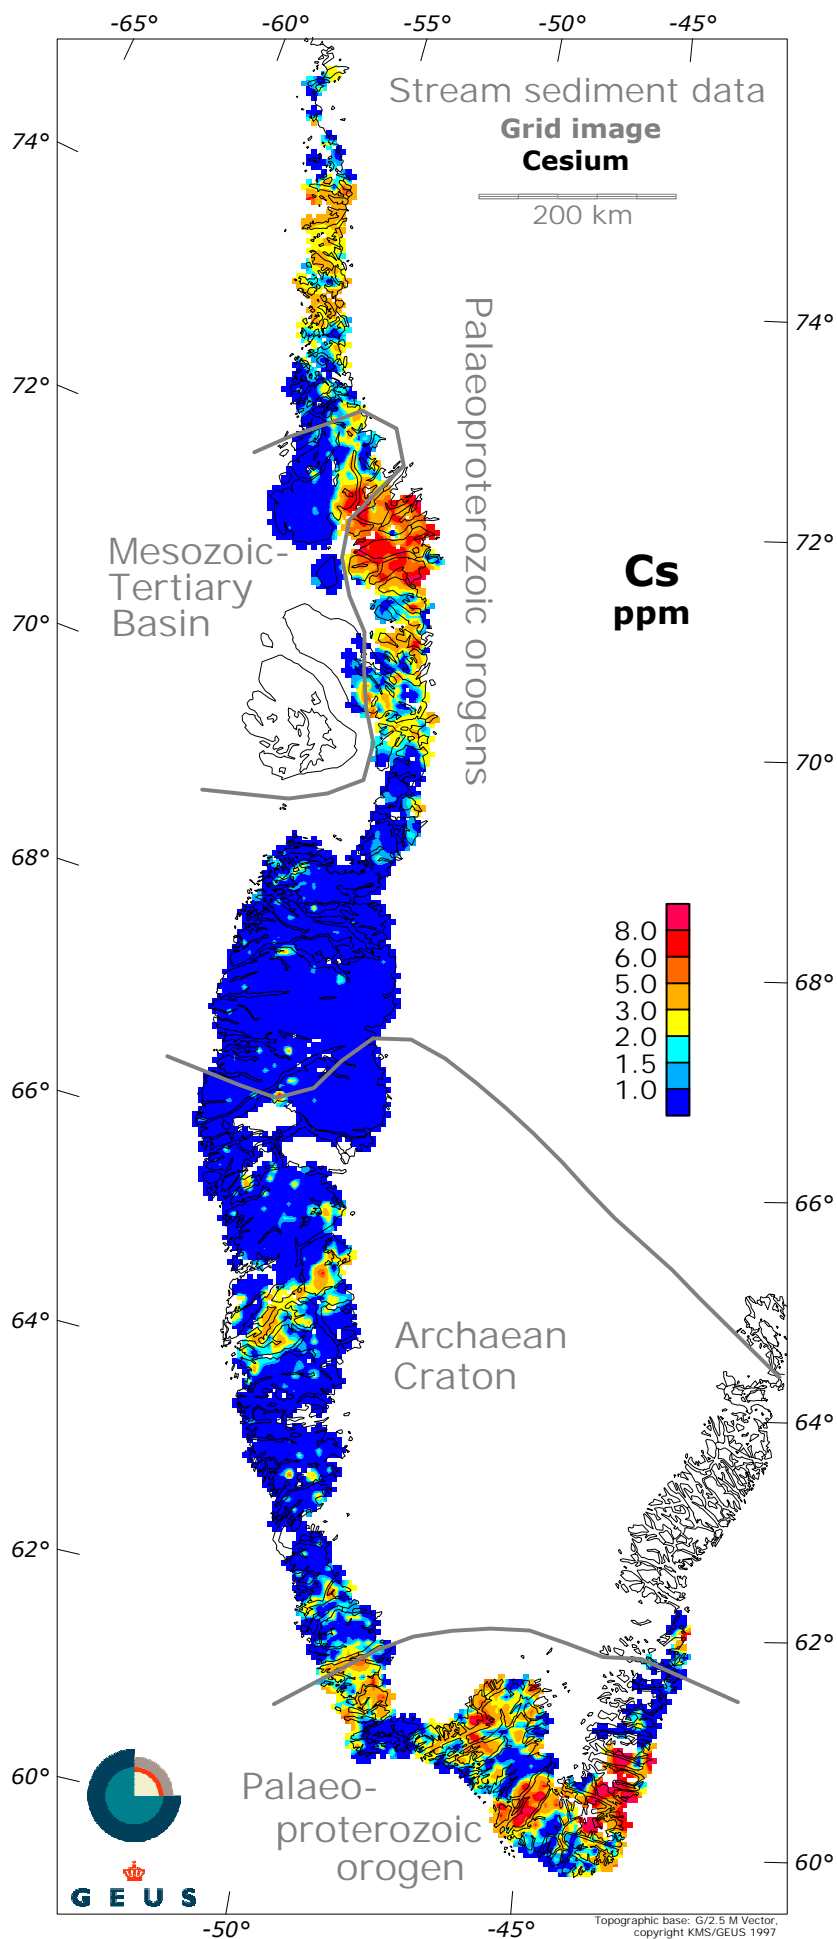 -65° -60° -55° -50° -45°
Stream sediment data
Grid image
Cesium
200 km
74°
74°
72°
72°
Palaeoproterozoic orogens
Mesozoic-
Tertiary
Basin
Cs
ppm
70°
70°
68°
68°
8.0
6.0
5.0
3.0
2.0
1.5
1.0
66°
66°
64°
Archaean
Craton
64°
62°
62°
60°
Palaeo-
proterozoic
orogen
60°
GEUS
Topographic base: G/2.5 M Vector,
copyright KMS/GEUS 1997
-50° -45°